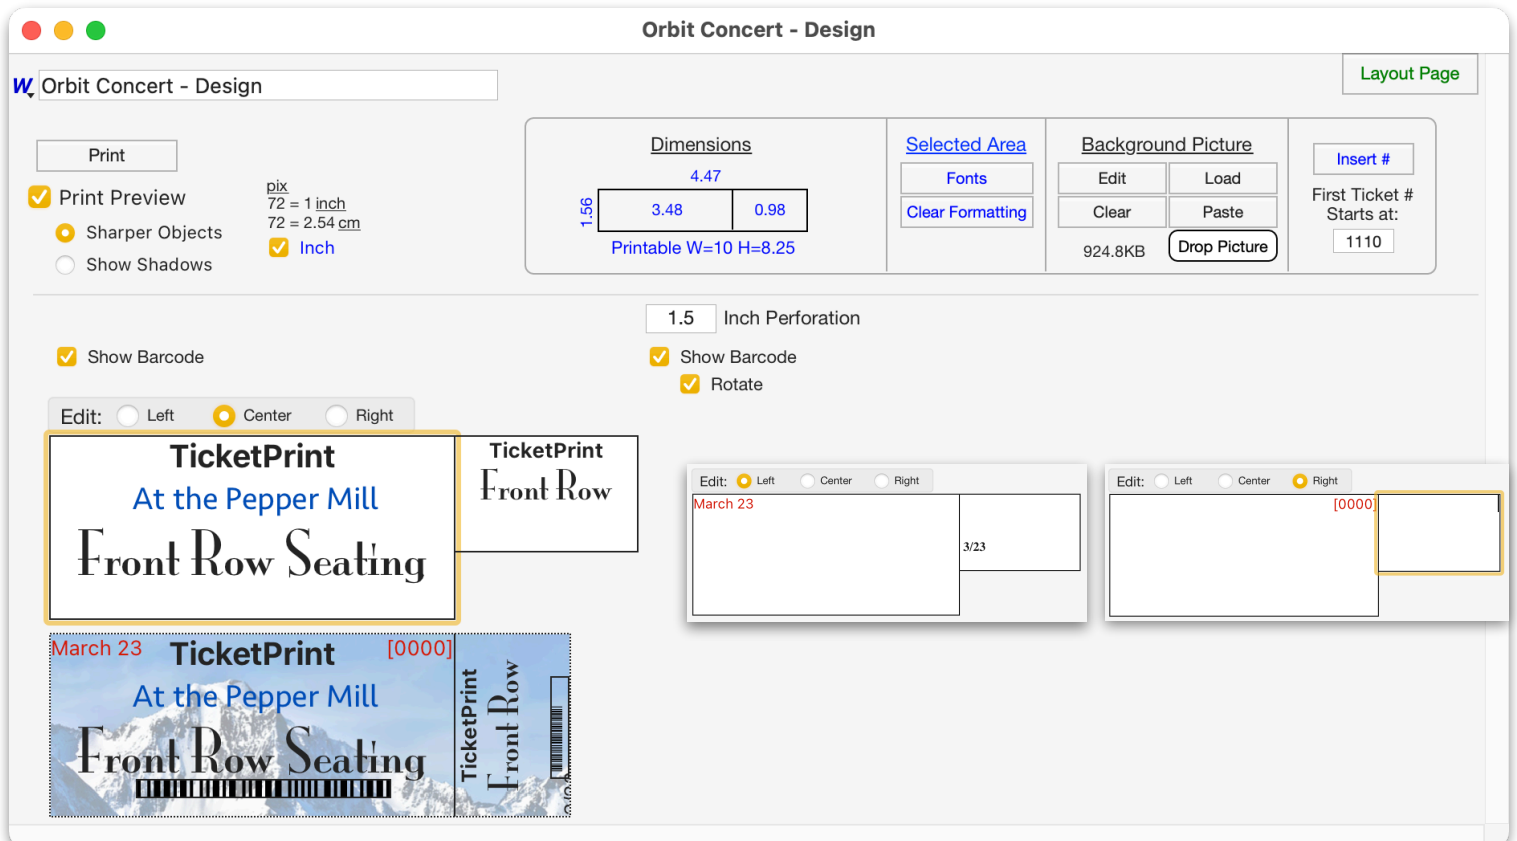 Orbit Concert - Design
W Orbit Concert - Design
Layout Page
Print
Print Preview
Sharper Objects
Show Shadows
pix
72 = 1 inch
72 = 2.54 cm
Inch
Dimensions
4.47
1.56
3.48
0.98
Printable W=10 H=8.25
Selected Area
Fonts
Clear Formatting
Background Picture
Edit
Load
Clear
Paste
924.8KB
Drop Picture
Insert #
First Ticket #
Starts at:
1110
1.5 Inch Perforation
Show Barcode
Show Barcode
Rotate
Edit: Left Center Right
TicketPrint
At the Pepper Mill
Front Row Seating
TicketPrint
Front Row
Edit: Left Center Right
March 23
3/23
Edit: Left Center Right
[0000]
March 23 TicketPrint [0000]
At the Pepper Mill
Front Row Seating
TicketPrint
Front Row